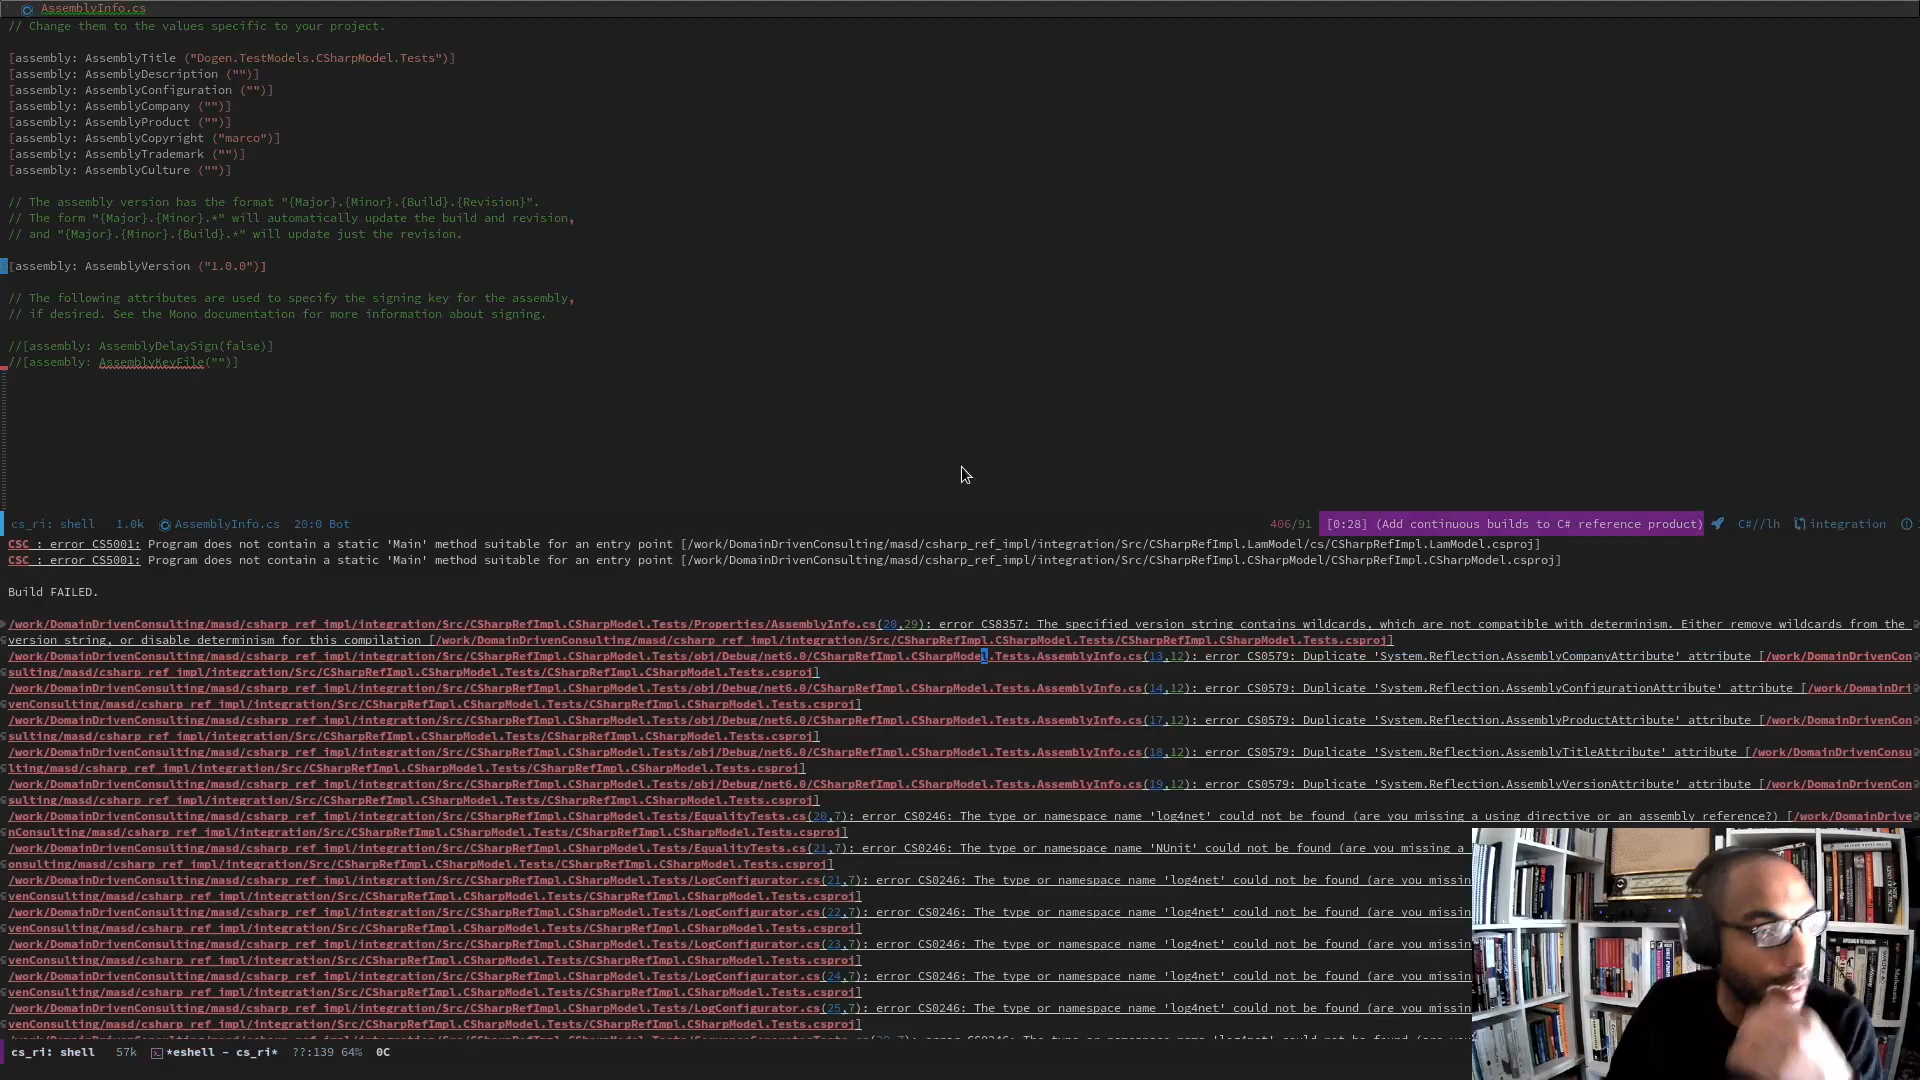 AssemblyInfo.cs
// Change them to the values specific to your project.
[assembly: AssemblyTitle ("Dogen.TestModels.CSharpModel.Tests")]
[assembly: AssemblyDescription ("")]
[assembly: AssemblyConfiguration ("")]
[assembly: AssemblyCompany ("")]
[assembly: AssemblyProduct ("")]
[assembly: AssemblyCopyright ("marco")]
[assembly: AssemblyTrademark ("")]
[assembly: AssemblyCulture ("")]
// The assembly version has the format "{Major}.{Minor}.{Build}.{Revision}".
// The form "{Major}.{Minor}.*" will automatically update the build and revision,
// and "{Major}.{Minor}.{Build}.*" will update just the revision.
[assembly: AssemblyVersion ("1.0.0")]
// The following attributes are used to specify the signing key for the assembly,
// if desired. See the Mono documentation for more information about signing.
//[assembly: AssemblyDelaySign(false)]
//[assembly: AssemblyKeyFile("")]
cs_ri: shell 1.0k AssemblyInfo.cs 20:0 Bot 406/91 [0:28] (Add continuous builds to C# reference product) C#//lh integration
CSC : error CS5001: Program does not contain a static 'Main' method suitable for an entry point [/work/DomainDrivenConsulting/masd/csharp_ref_impl/integration/Src/CSharpRefImpl.LamModel/cs/CSharpRefImpl.LamModel.csproj]
CSC : error CS5001: Program does not contain a static 'Main' method suitable for an entry point [/work/DomainDrivenConsulting/masd/csharp_ref_impl/integration/Src/CSharpRefImpl.CSharpModel/CSharpRefImpl.CSharpModel.csproj]
Build FAILED.
/work/DomainDrivenConsulting/masd/csharp_ref_impl/integration/Src/CSharpRefImpl.CSharpModel.Tests/Properties/AssemblyInfo.cs(20,29): error CS8357: The specified version string contains wildcards, which are not compatible with determinism. Either remove wildcards from the
version string, or disable determinism for this compilation [/work/DomainDrivenConsulting/masd/csharp_ref_impl/integration/Src/CSharpRefImpl.CSharpModel.Tests/CSharpRefImpl.CSharpModel.Tests.csproj]
/work/DomainDrivenConsulting/masd/csharp_ref_impl/integration/Src/CSharpRefImpl.CSharpModel.Tests/obj/Debug/net6.0/CSharpRefImpl.CSharpModel.Tests.AssemblyInfo.cs(13,12): error CS0579: Duplicate 'System.Reflection.AssemblyCompanyAttribute' attribute [/work/DomainDrivenCon
sulting/masd/csharp_ref_impl/integration/Src/CSharpRefImpl.CSharpModel.Tests/CSharpRefImpl.CSharpModel.Tests.csproj]
/work/DomainDrivenConsulting/masd/csharp_ref_impl/integration/Src/CSharpRefImpl.CSharpModel.Tests/obj/Debug/net6.0/CSharpRefImpl.CSharpModel.Tests.AssemblyInfo.cs(14,12): error CS0579: Duplicate 'System.Reflection.AssemblyConfigurationAttribute' attribute [/work/DomainDri
venConsulting/masd/csharp_ref_impl/integration/Src/CSharpRefImpl.CSharpModel.Tests/CSharpRefImpl.CSharpModel.Tests.csproj]
/work/DomainDrivenConsulting/masd/csharp_ref_impl/integration/Src/CSharpRefImpl.CSharpModel.Tests/obj/Debug/net6.0/CSharpRefImpl.CSharpModel.Tests.AssemblyInfo.cs(17,12): error CS0579: Duplicate 'System.Reflection.AssemblyProductAttribute' attribute [/work/DomainDrivenCon
sulting/masd/csharp_ref_impl/integration/Src/CSharpRefImpl.CSharpModel.Tests/CSharpRefImpl.CSharpModel.Tests.csproj]
/work/DomainDrivenConsulting/masd/csharp_ref_impl/integration/Src/CSharpRefImpl.CSharpModel.Tests/obj/Debug/net6.0/CSharpRefImpl.CSharpModel.Tests.AssemblyInfo.cs(18,12): error CS0579: Duplicate 'System.Reflection.AssemblyTitleAttribute' attribute [/work/DomainDrivenConsu
lting/masd/csharp_ref_impl/integration/Src/CSharpRefImpl.CSharpModel.Tests/CSharpRefImpl.CSharpModel.Tests.csproj]
/work/DomainDrivenConsulting/masd/csharp_ref_impl/integration/Src/CSharpRefImpl.CSharpModel.Tests/obj/Debug/net6.0/CSharpRefImpl.CSharpModel.Tests.AssemblyInfo.cs(19,12): error CS0579: Duplicate 'System.Reflection.AssemblyVersionAttribute' attribute [/work/DomainDrivenCon
sulting/masd/csharp_ref_impl/integration/Src/CSharpRefImpl.CSharpModel.Tests/CSharpRefImpl.CSharpModel.Tests.csproj]
/work/DomainDrivenConsulting/masd/csharp_ref_impl/integration/Src/CSharpRefImpl.CSharpModel.Tests/EqualityTests.cs(20,7): error CS0246: The type or namespace name 'log4net' could not be found (are you missing a using directive or an assembly reference?) [/work/DomainDrive
nConsulting/masd/csharp_ref_impl/integration/Src/CSharpRefImpl.CSharpModel.Tests/CSharpRefImpl.CSharpModel.Tests.csproj]
/work/DomainDrivenConsulting/masd/csharp_ref_impl/integration/Src/CSharpRefImpl.CSharpModel.Tests/EqualityTests.cs(21,7): error CS0246: The type or namespace name 'NUnit' could not be found (are you missing a
onsulting/masd/csharp_ref_impl/integration/Src/CSharpRefImpl.CSharpModel.Tests/CSharpRefImpl.CSharpModel.Tests.csproj]
/work/DomainDrivenConsulting/masd/csharp_ref_impl/integration/Src/CSharpRefImpl.CSharpModel.Tests/LogConfigurator.cs(21,7): error CS0246: The type or namespace name 'log4net' could not be found (are you missin
venConsulting/masd/csharp_ref_impl/integration/Src/CSharpRefImpl.CSharpModel.Tests/CSharpRefImpl.CSharpModel.Tests.csproj]
/work/DomainDrivenConsulting/masd/csharp_ref_impl/integration/Src/CSharpRefImpl.CSharpModel.Tests/LogConfigurator.cs(22,7): error CS0246: The type or namespace name 'log4net' could not be found (are you missin
venConsulting/masd/csharp_ref_impl/integration/Src/CSharpRefImpl.CSharpModel.Tests/CSharpRefImpl.CSharpModel.Tests.csproj]
/work/DomainDrivenConsulting/masd/csharp_ref_impl/integration/Src/CSharpRefImpl.CSharpModel.Tests/LogConfigurator.cs(23,7): error CS0246: The type or namespace name 'log4net' could not be found (are you missin
venConsulting/masd/csharp_ref_impl/integration/Src/CSharpRefImpl.CSharpModel.Tests/CSharpRefImpl.CSharpModel.Tests.csproj]
/work/DomainDrivenConsulting/masd/csharp_ref_impl/integration/Src/CSharpRefImpl.CSharpModel.Tests/LogConfigurator.cs(24,7): error CS0246: The type or namespace name 'log4net' could not be found (are you missin
venConsulting/masd/csharp_ref_impl/integration/Src/CSharpRefImpl.CSharpModel.Tests/CSharpRefImpl.CSharpModel.Tests.csproj]
/work/DomainDrivenConsulting/masd/csharp_ref_impl/integration/Src/CSharpRefImpl.CSharpModel.Tests/LogConfigurator.cs(25,7): error CS0246: The type or namespace name 'log4net' could not be found (are you missin
venConsulting/masd/csharp_ref_impl/integration/Src/CSharpRefImpl.CSharpModel.Tests/CSharpRefImpl.CSharpModel.Tests.csproj]
cs_ri: shell 57k *eshell - cs_ri* ??:139 64% 0C